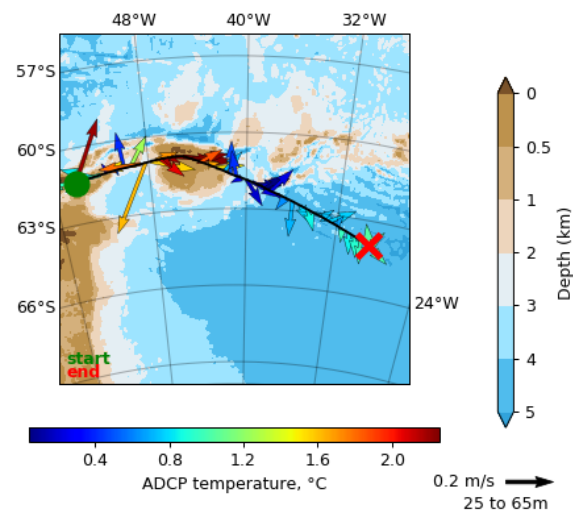 48°W 40°W 32°W
57°S
60°S
63°S
66°S
24°W
start
end
0
0.5
1
2
3
4
5
Depth (km)
0.4 0.8 1.2 1.6 2.0
ADCP temperature, °C
0.2 m/s
25 to 65m